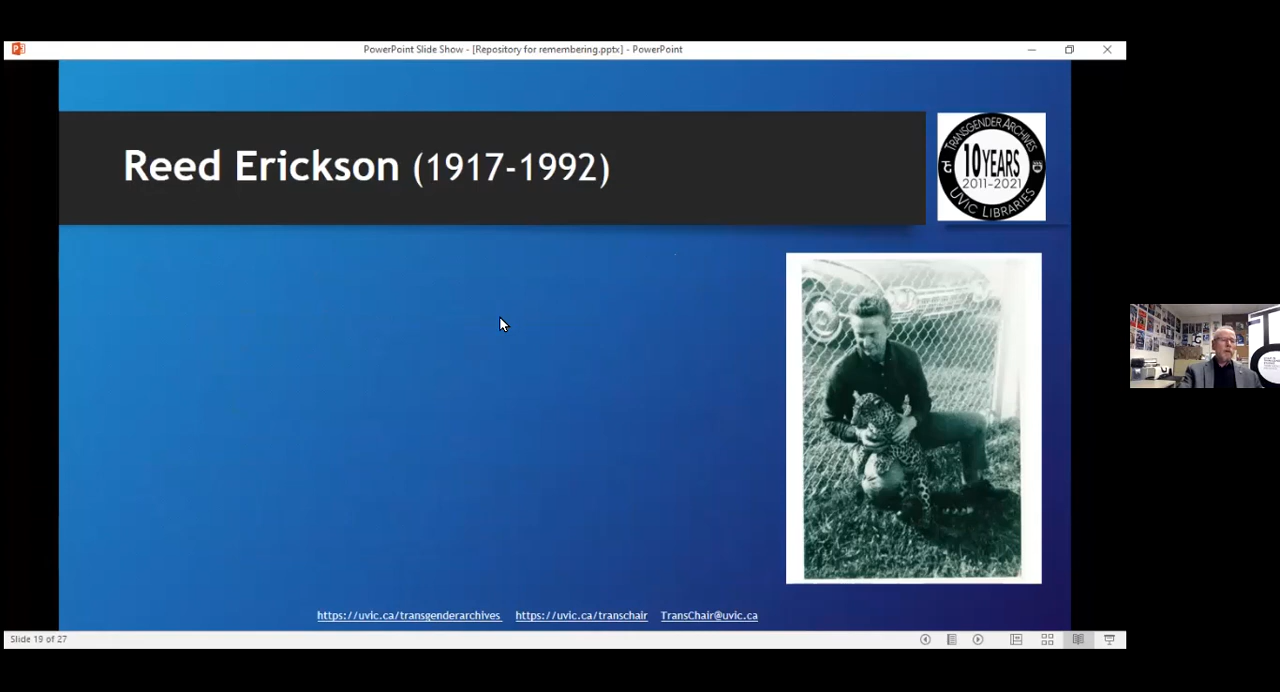 PowerPoint Slide Show - [Repository for remembering.pptx] - PowerPoint
Reed Erickson (1917-1992)
TRANSGENDER ARCHIVES
10 YEARS
2011-2021
UVIC LIBRARIES
https://uvic.ca/transgenderarchives https://uvic.ca/transchair TransChair@uvic.ca
Slide 19 of 27